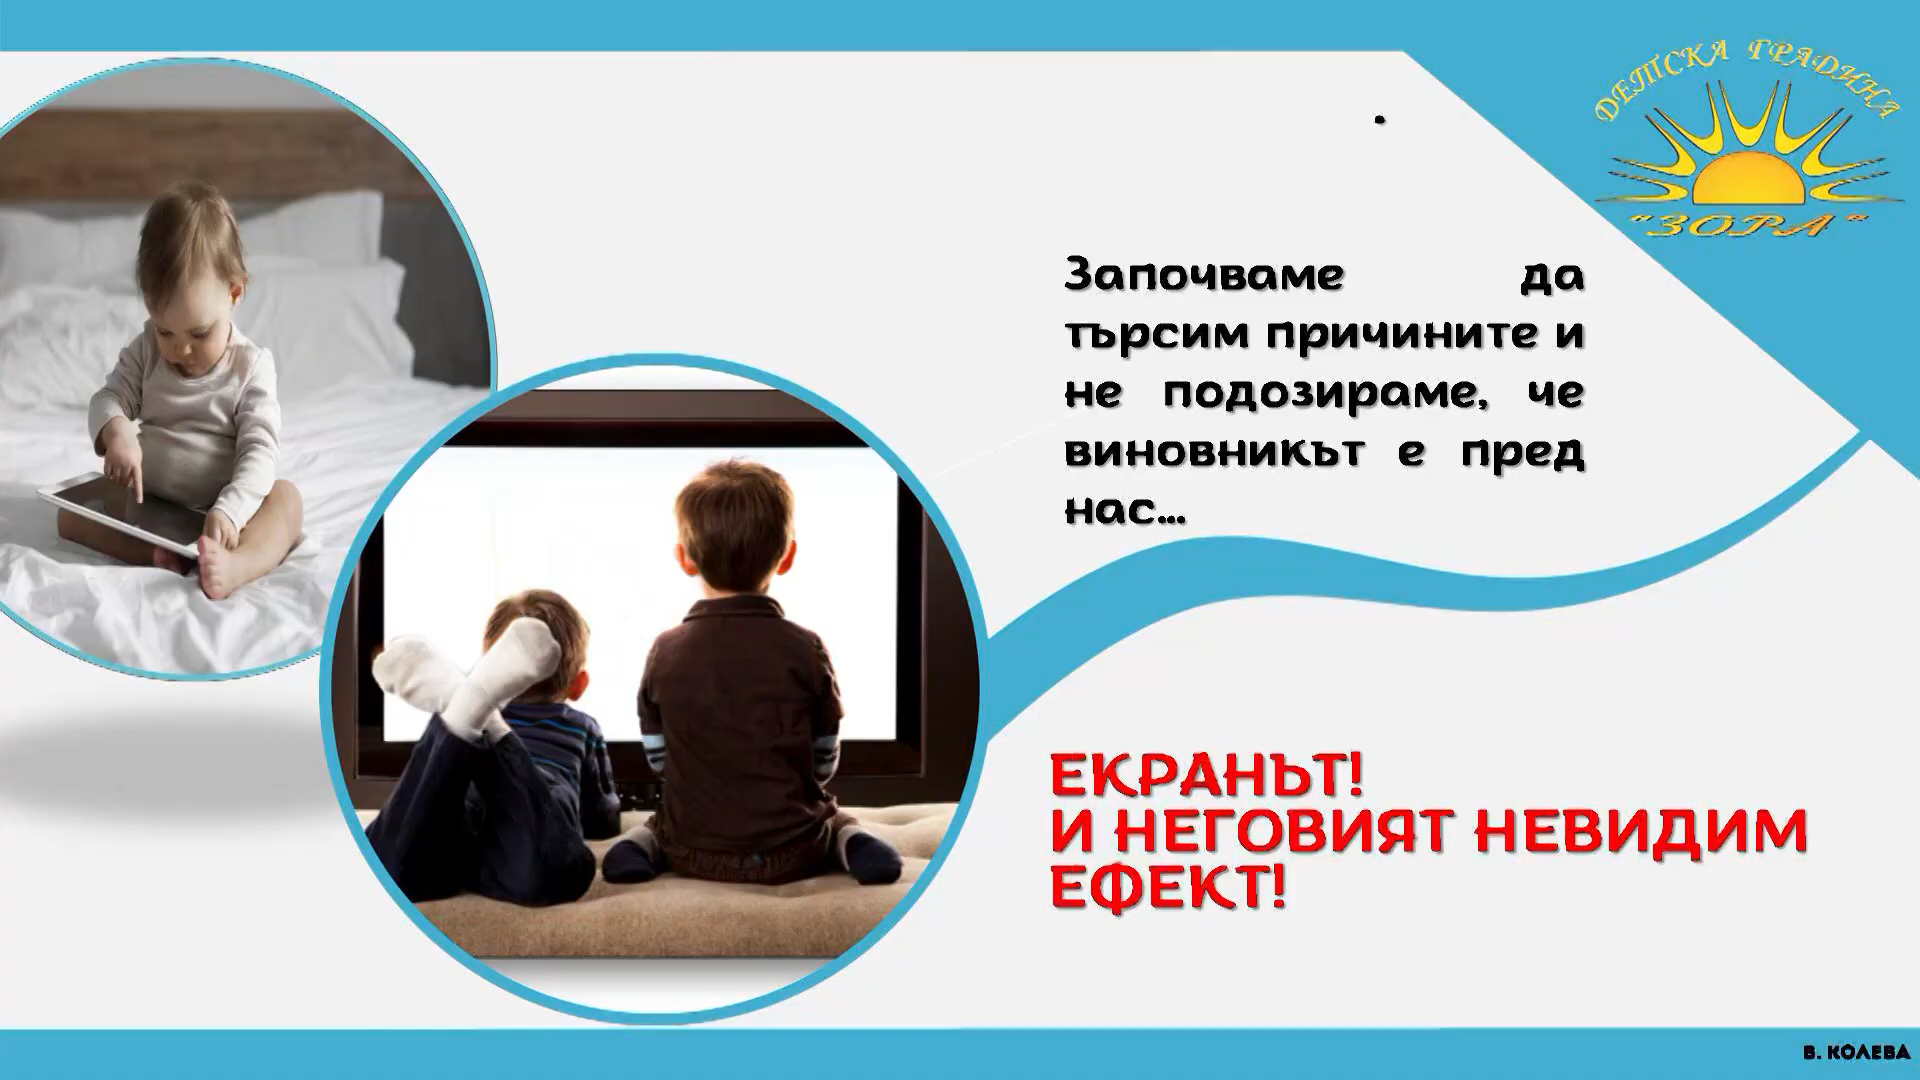 ДЕТСКА ГРАДИНА
"ЗОРА"
Започваме да
търсим причините и
не подозираме, че
виновникът е пред
нас...
ЕКРАНЪТ!
И НЕГОВИЯТ НЕВИДИМ
ЕФЕКТ!
В. КОЛЕВА